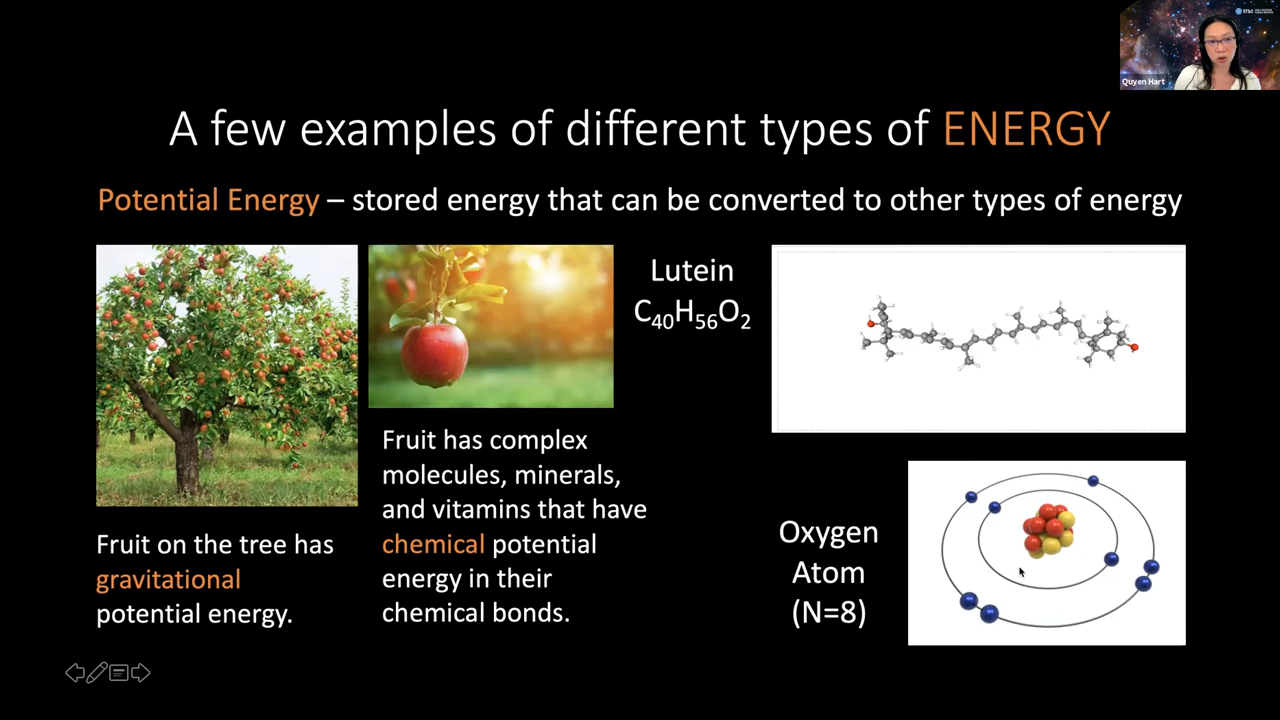 Quyen Hart
A few examples of different types of ENERGY
Potential Energy – stored energy that can be converted to other types of energy
Lutein
C₄₀H₅₆O₂
Fruit has complex
molecules, minerals,
and vitamins that have
chemical potential
energy in their
chemical bonds.
Fruit on the tree has
gravitational
potential energy.
Oxygen
Atom
(N=8)